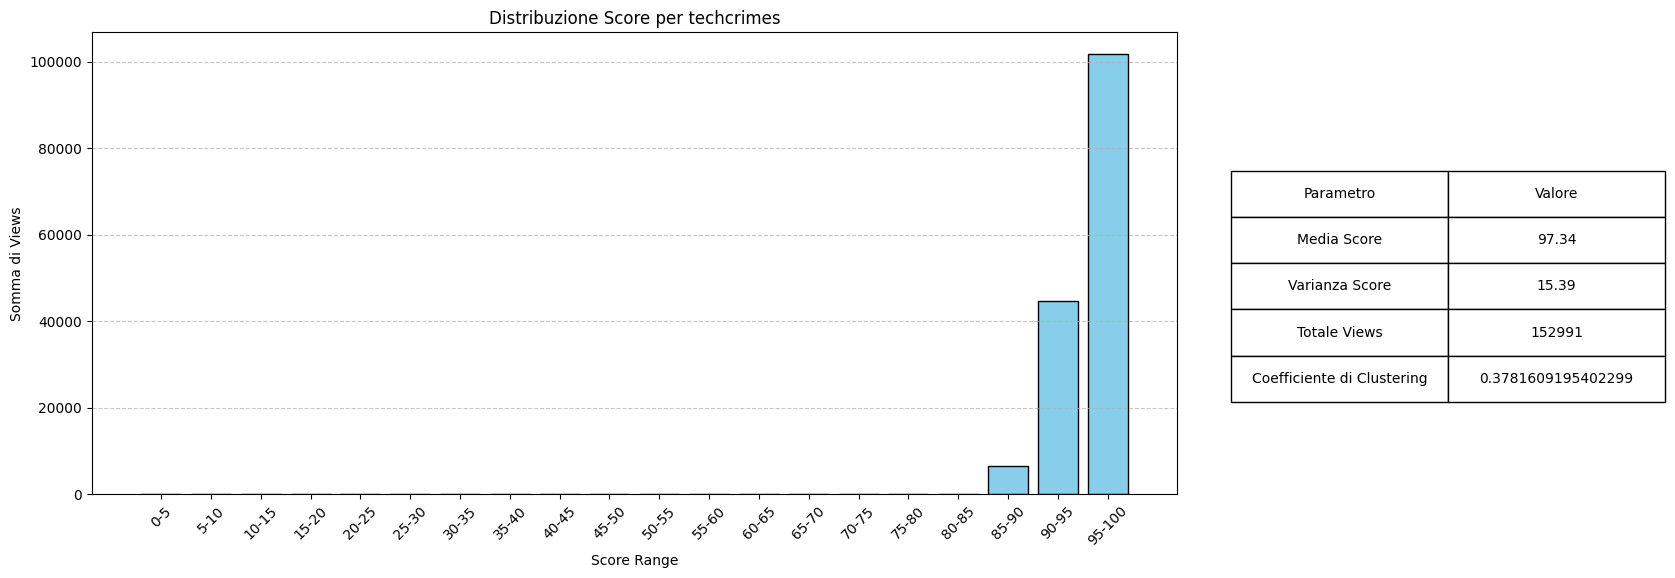 Distribuzione Score per techcrimes
Somma di Views
100000
80000
60000
40000
20000
0
0-5 5-10 10-15 15-20 20-25 25-30 30-35 35-40 40-45 45-50 50-55 55-60 60-65 65-70 70-75 75-80 80-85 85-90 90-95 95-100
Score Range
Parametro Valore
Media Score 97.34
Varianza Score 15.39
Totale Views 152991
Coefficiente di Clustering 0.3781609195402299